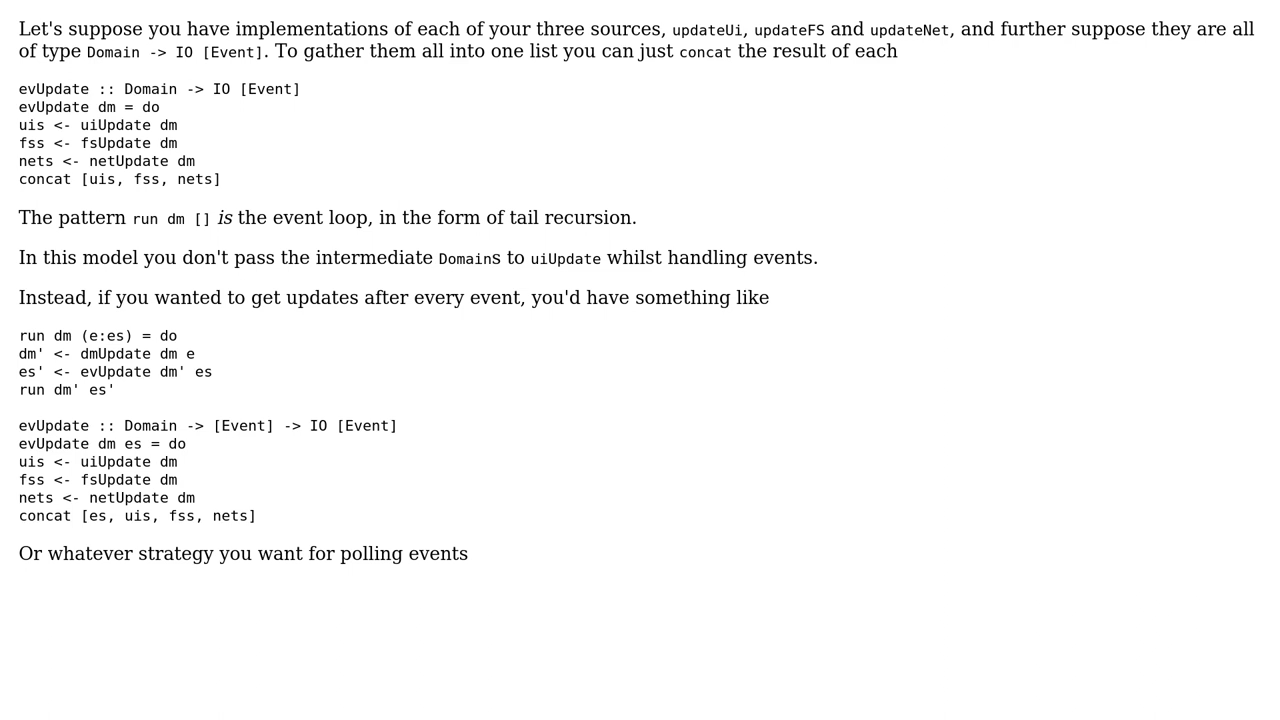 Let's suppose you have implementations of each of your three sources, updateUi, updateFS and updateNet, and further suppose they are all
of type Domain -> IO [Event]. To gather them all into one list you can just concat the result of each
evUpdate :: Domain -> IO [Event]
evUpdate dm = do
uis <- uiUpdate dm
fss <- fsUpdate dm
nets <- netUpdate dm
concat [uis, fss, nets]
The pattern run dm [] is the event loop, in the form of tail recursion.
In this model you don't pass the intermediate Domains to uiUpdate whilst handling events.
Instead, if you wanted to get updates after every event, you'd have something like
run dm (e:es) = do
dm' <- dmUpdate dm e
es' <- evUpdate dm' es
run dm' es'
evUpdate :: Domain -> [Event] -> IO [Event]
evUpdate dm es = do
uis <- uiUpdate dm
fss <- fsUpdate dm
nets <- netUpdate dm
concat [es, uis, fss, nets]
Or whatever strategy you want for polling events